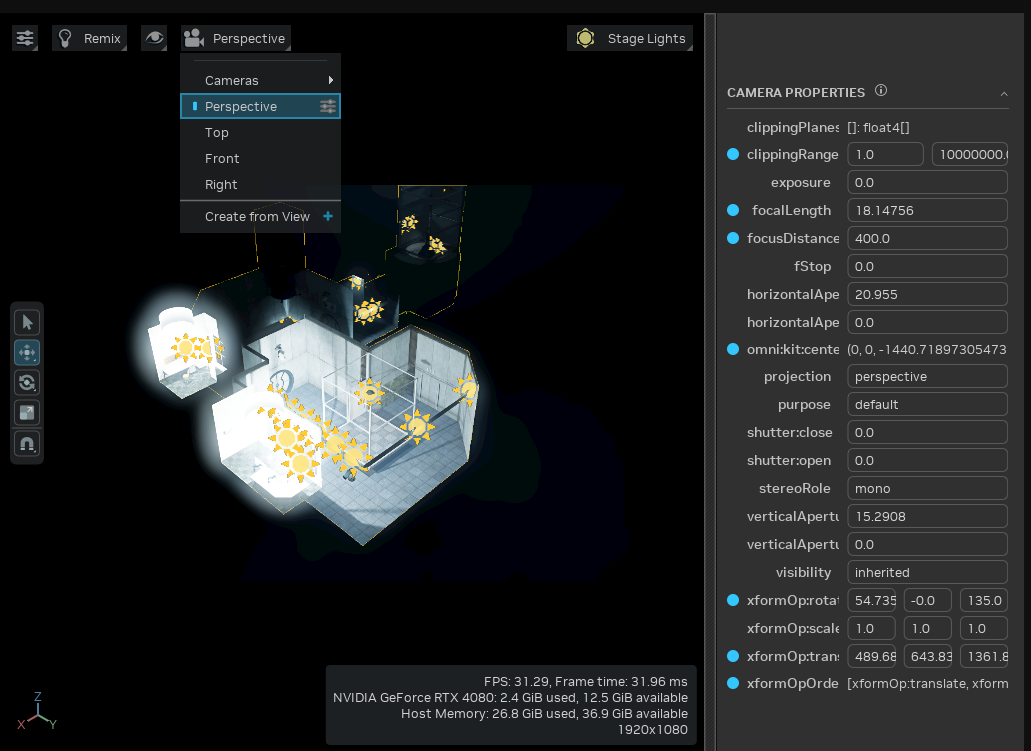 Remix
Perspective
Stage Lights
Cameras
Perspective
Top
Front
Right
Create from View +
Z
X
Y
FPS: 31.29, Frame time: 31.96 ms
NVIDIA GeForce RTX 4080: 2.4 GiB used, 12.5 GiB available
Host Memory: 26.8 GiB used, 36.9 GiB available
1920x1080
CAMERA PROPERTIES
clippingPlanes []: float4[]
clippingRange 1.0 10000000.
exposure 0.0
focalLength 18.14756
focusDistance 400.0
fStop 0.0
horizontalApe 20.955
horizontalApe 0.0
omni:kit:cente (0, 0, -1440.71897305473
projection perspective
purpose default
shutter:close 0.0
shutter:open 0.0
stereoRole mono
verticalApertu 15.2908
verticalApertu 0.0
visibility inherited
xformOp:rota 54.735 -0.0 135.0
xformOp:scale 1.0 1.0 1.0
xformOp:tran 489.68 643.83 1361.8
xformOpOrde [xformOp:translate, xform